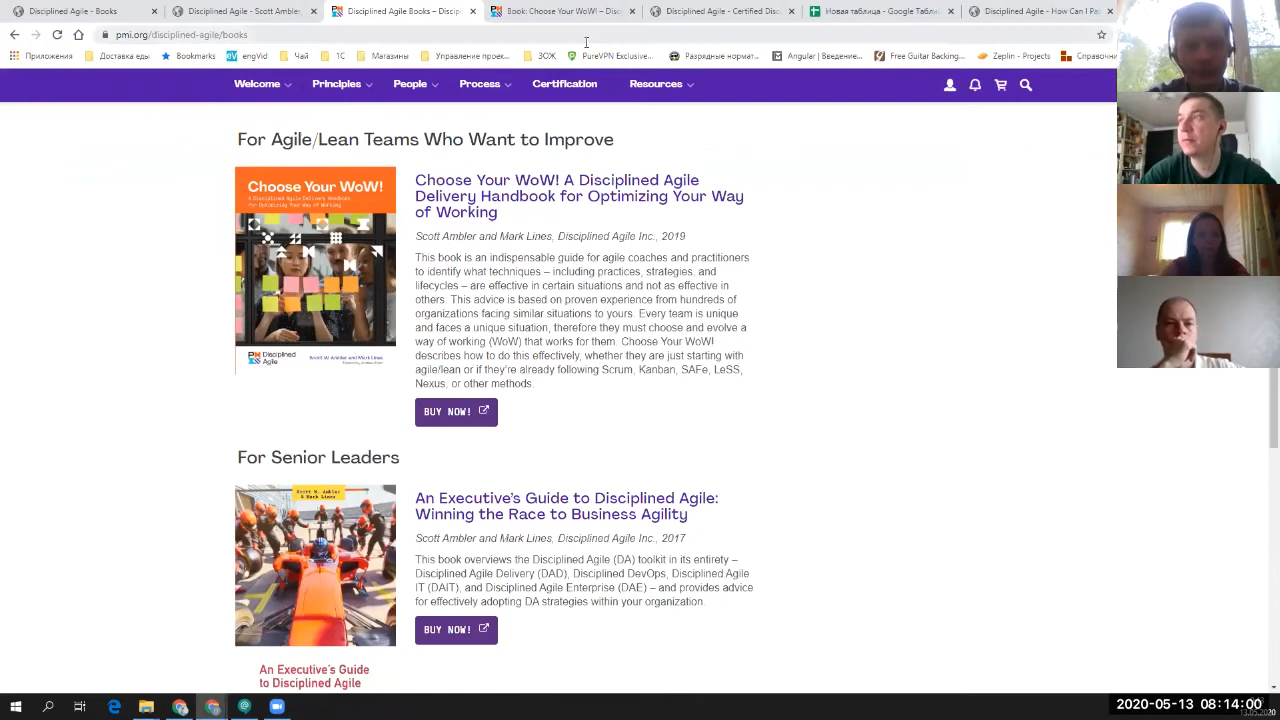 Disciplined Agile - Books
Disciplined Agile - Scott Amble
Disciplined Agile - Books
Book: Choose Your WoW! - Disc
Disciplined Agile - Certified Disc
Новая таблица - Google Таблe
Disciplined Agile - How Can I Pa
pmi.org/disciplined-agile/books
Приложения
Доставка еды
Bookmarks
engVid
Чай
1С
Магазины
Управление проек...
ЗОЖ
PureVPN Exclusive...
Разрядные нормат...
Angular | Введение...
Free Guitar Backing...
Zeplin - Projects
Справочни
Welcome
Principles
People
Process
Certification
Resources
For Agile/Lean Teams Who Want to Improve
Choose Your WoW!
A Disciplined Agile Delivery Handbook
for Optimizing Your Way of Working
Disciplined
Agile
Scott W. Ambler and Mark Lines
Choose Your WoW! A Disciplined Agile
Delivery Handbook for Optimizing Your Way
of Working
Scott Ambler and Mark Lines, Disciplined Agile Inc., 2019
This book is an indispensable guide for agile coaches and practitioners
to identify what techniques – including practices, strategies, and
lifecycles – are effective in certain situations and not as effective in
others. This advice is based on proven experience from hundreds of
organizations facing similar situations to yours. Every team is unique
and faces a unique situation, therefore they must choose and evolve a
way of working (WoW) that works for them. Choose Your WoW!
describes how to do this effectively, whether they are just starting with
agile/lean or if they're already following Scrum, Kanban, SAFe, LeSS,
Nexus, or other methods.
BUY NOW!
For Senior Leaders
Scott W. Ambler
& Mark Lines
An Executive's Guide
to Disciplined Agile
An Executive's Guide to Disciplined Agile:
Winning the Race to Business Agility
Scott Ambler and Mark Lines, Disciplined Agile Inc., 2017
This book overviews the Disciplined Agile (DA) toolkit in its entirety –
Disciplined Agile Delivery (DAD), Disciplined DevOps, Disciplined Agile
IT (DAIT), and Disciplined Agile Enterprise (DAE) – and provides advice
for effectively adopting DA strategies within your organization.
BUY NOW!
2020-05-13 08:14:00
13.05.2020